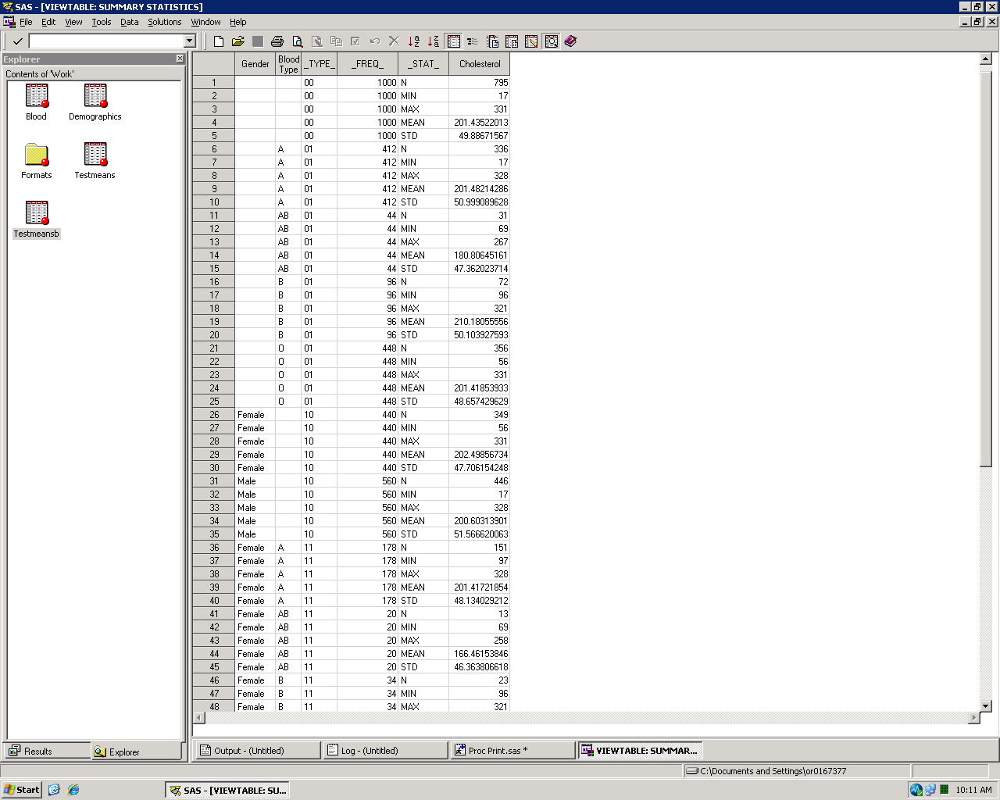 SAS - [VIEWTABLE: SUMMARY STATISTICS]
File Edit View Tools Data Solutions Window Help
Explorer
Contents of 'Work'
Blood Demographics
Formats Testmeans
Testmeansb
Gender Blood Type _TYPE_ _FREQ_ _STAT_ Cholesterol
1 00 1000 N 795
2 00 1000 MIN 17
3 00 1000 MAX 331
4 00 1000 MEAN 201.43522013
5 00 1000 STD 49.88671567
6 A 01 412 N 336
7 A 01 412 MIN 17
8 A 01 412 MAX 328
9 A 01 412 MEAN 201.48214286
10 A 01 412 STD 50.999089628
11 AB 01 44 N 31
12 AB 01 44 MIN 69
13 AB 01 44 MAX 267
14 AB 01 44 MEAN 180.80645161
15 AB 01 44 STD 47.362023714
16 B 01 96 N 72
17 B 01 96 MIN 96
18 B 01 96 MAX 321
19 B 01 96 MEAN 210.18055556
20 B 01 96 STD 50.103927593
21 O 01 448 N 356
22 O 01 448 MIN 56
23 O 01 448 MAX 331
24 O 01 448 MEAN 201.41853933
25 O 01 448 STD 48.657429629
26 Female 10 440 N 349
27 Female 10 440 MIN 56
28 Female 10 440 MAX 331
29 Female 10 440 MEAN 202.49856734
30 Female 10 440 STD 47.706154248
31 Male 10 560 N 446
32 Male 10 560 MIN 17
33 Male 10 560 MAX 328
34 Male 10 560 MEAN 200.60313901
35 Male 10 560 STD 51.566620063
36 Female A 11 178 N 151
37 Female A 11 178 MIN 97
38 Female A 11 178 MAX 328
39 Female A 11 178 MEAN 201.41721854
40 Female A 11 178 STD 48.134029212
41 Female AB 11 20 N 13
42 Female AB 11 20 MIN 69
43 Female AB 11 20 MAX 258
44 Female AB 11 20 MEAN 166.46153846
45 Female AB 11 20 STD 46.363806618
46 Female B 11 34 N 23
47 Female B 11 34 MIN 96
48 Female B 11 34 MAX 321
Results Explorer
Output - (Untitled) Log - (Untitled) Proc Print.sas * VIEWTABLE: SUMMAR...
C:\Documents and Settings\or0167377
Start SAS - [VIEWTABLE: SU... 10:11 AM